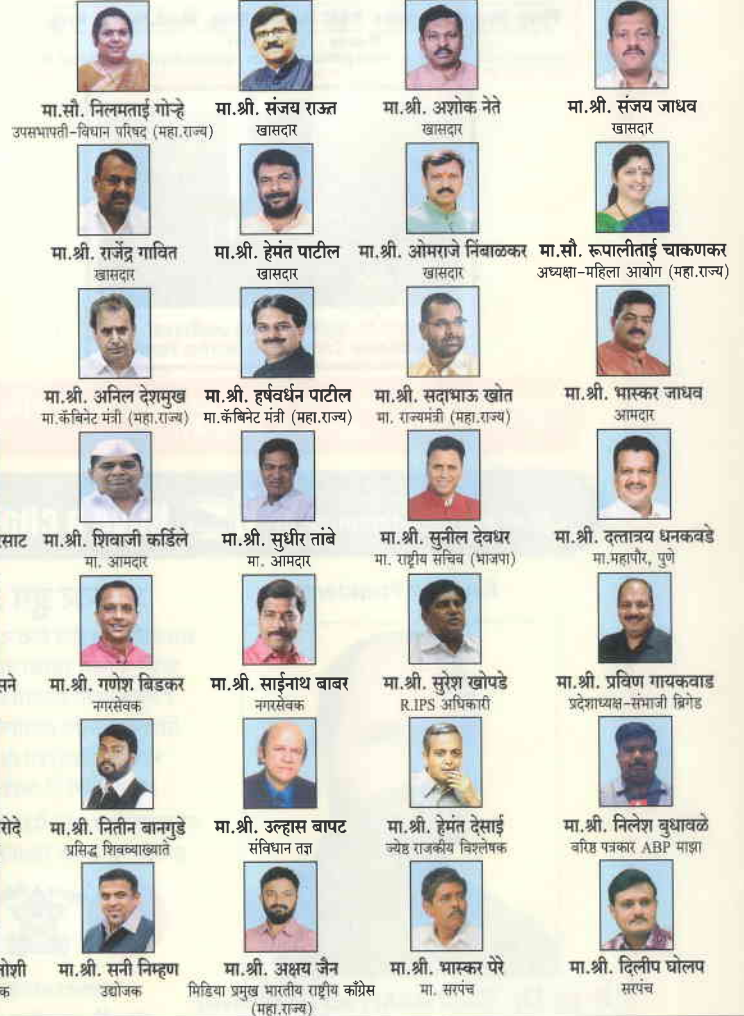 मा.सौ. निलमताई गोऱ्हे मा.श्री. संजय राऊत मा.श्री. अशोक नेते मा.श्री. संजय जाधव
उपसभापती-विधान परिषद (महा.राज्य) खासदार खासदार खासदार
मा.श्री. राजेंद्र गावित मा.श्री. हेमंत पाटील मा.श्री. ओमराजे निंबाळकर मा.सौ. रूपालीताई चाकणकर
खासदार खासदार खासदार अध्यक्षा-महिला आयोग (महा.राज्य)
मा.श्री. अनिल देशमुख मा.श्री. हर्षवर्धन पाटील मा.श्री. सदाभाऊ खोत मा.श्री. भास्कर जाधव
मा.कॅबिनेट मंत्री (महा.राज्य) मा.कॅबिनेट मंत्री (महा.राज्य) मा. राज्यमंत्री (महा.राज्य) आमदार
मा.श्री. शिवाजी कर्डिले मा.श्री. सुधीर तांबे मा.श्री. सुनील देवधर मा.श्री. दत्तात्रय धनकवडे
मा. आमदार मा. आमदार मा. राष्ट्रीय सचिव (भाजपा) मा.महापौर, पुणे
मा.श्री. गणेश बिडकर मा.श्री. साईनाथ बाबर मा.श्री. सुरेश खोपडे मा.श्री. प्रविण गायकवाड
नगरसेवक नगरसेवक R.IPS अधिकारी प्रदेशाध्यक्ष-संभाजी ब्रिगेड
रोदे मा.श्री. नितीन बानगुडे मा.श्री. उल्हास बापट मा.श्री. हेमंत देसाई मा.श्री. निलेश बुधावळे
प्रसिद्ध शिवव्याख्याते संविधान तज्ञ ज्येष्ठ राजकीय विश्लेषक वरिष्ठ पत्रकार ABP माझा
मा.श्री. सनी निम्हण मा.श्री. अक्षय जैन मा.श्री. भास्कर पेरे मा.श्री. दिलीप घोलप
क उद्योजक मिडिया प्रमुख भारतीय राष्ट्रीय काँग्रेस मा. सरपंच सरपंच
(महा.राज्य)